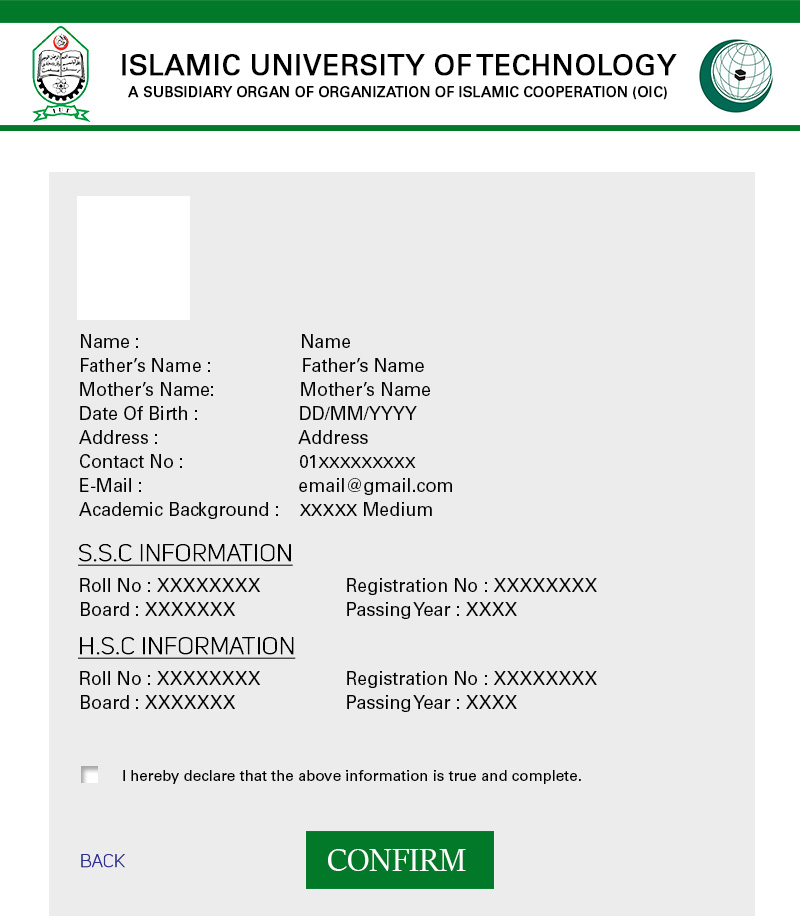 ISLAMIC UNIVERSITY OF TECHNOLOGY
A SUBSIDIARY ORGAN OF ORGANIZATION OF ISLAMIC COOPERATION (OIC)
IUT
Name : Name
Father's Name : Father's Name
Mother's Name: Mother's Name
Date Of Birth : DD/MM/YYYY
Address : Address
Contact No : 01XXXXXXXXX
E-Mail : email@gmail.com
Academic Background : XXXXX Medium
S.S.C INFORMATION
Roll No : XXXXXXXX Registration No : XXXXXXXX
Board : XXXXXXX Passing Year : XXXX
H.S.C INFORMATION
Roll No : XXXXXXXX Registration No : XXXXXXXX
Board : XXXXXXX Passing Year : XXXX
I hereby declare that the above information is true and complete.
BACK CONFIRM